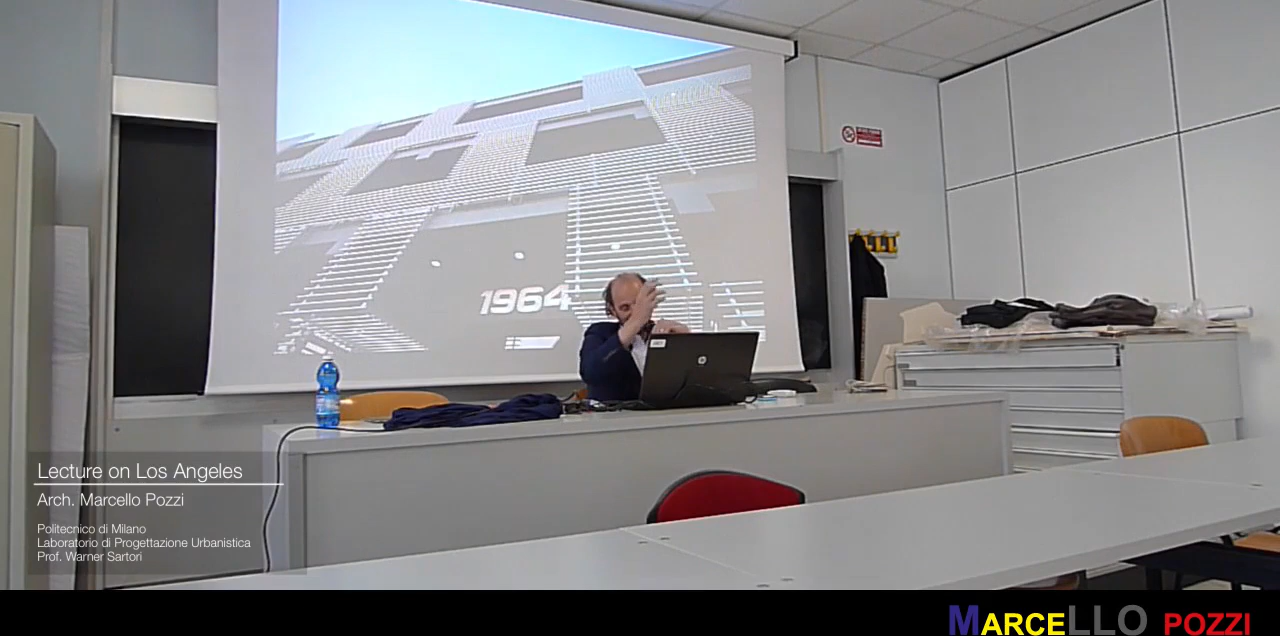 1964
Lecture on Los Angeles
Arch. Marcello Pozzi
Politecnico di Milano
Laboratorio di Progettazione Urbanistica
Prof. Warner Sartori
MARCELLO POZZI